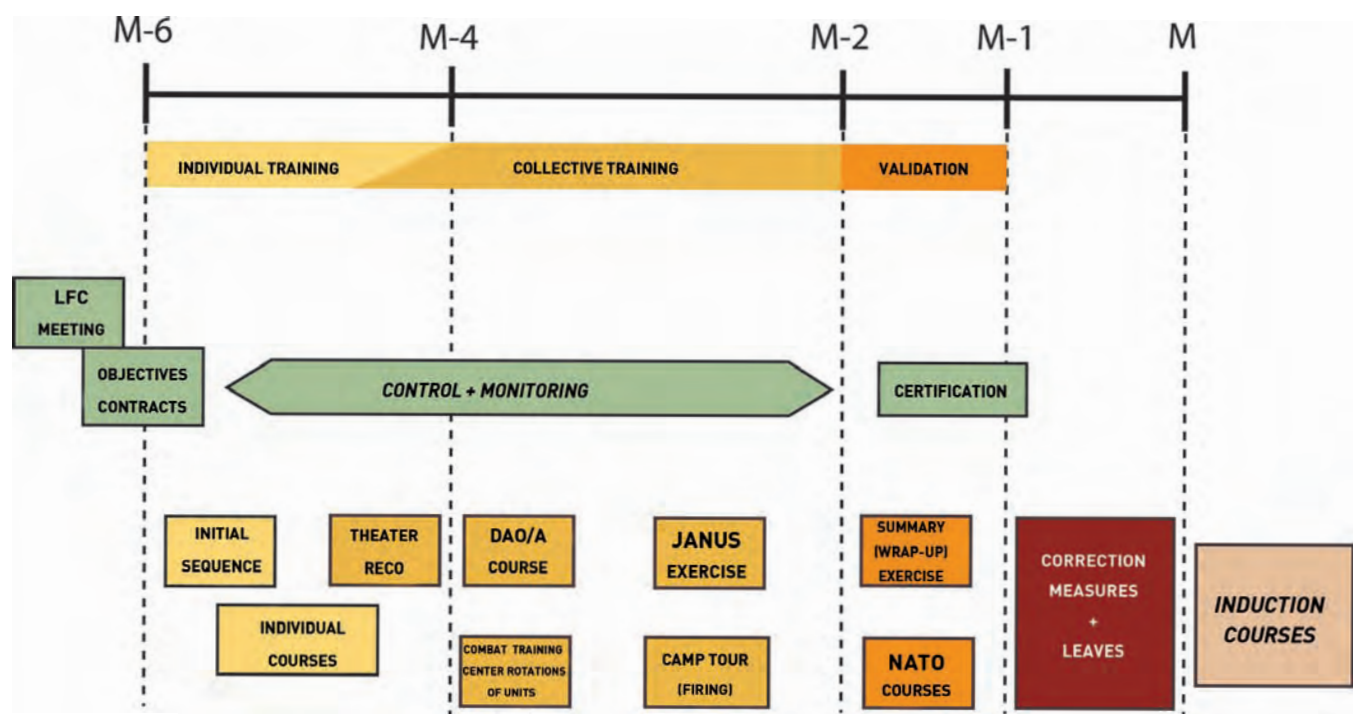 M-6
M-4
M-2
M-1
M
INDIVIDUAL TRAINING
COLLECTIVE TRAINING
VALIDATION
LFC
MEETING
OBJECTIVES
CONTRACTS
CONTROL + MONITORING
CERTIFICATION
INITIAL
SEQUENCE
THEATER
RECO
DAO/A
COURSE
JANUS
EXERCISE
SUMMARY
(WRAP-UP)
EXERCISE
CORRECTION
MEASURES
+
LEAVES
INDUCTION
COURSES
INDIVIDUAL
COURSES
COMBAT TRAINING
CENTER ROTATIONS
OF UNITS
CAMP TOUR
(FIRING)
NATO
COURSES